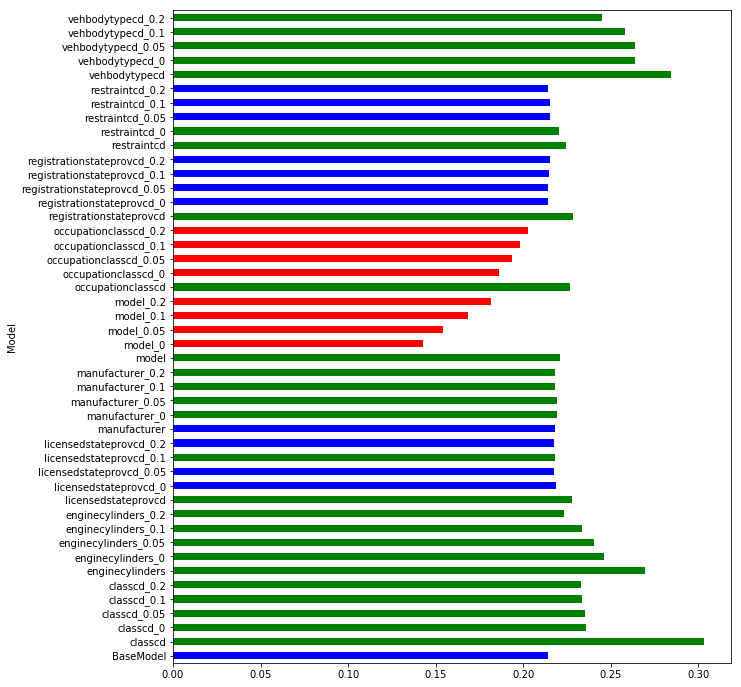 vehbodytypecd_0.2
vehbodytypecd_0.1
vehbodytypecd_0.05
vehbodytypecd_0
vehbodytypecd
restraintcd_0.2
restraintcd_0.1
restraintcd_0.05
restraintcd_0
restraintcd
registrationstateprovcd_0.2
registrationstateprovcd_0.1
registrationstateprovcd_0.05
registrationstateprovcd_0
registrationstateprovcd
occupationclasscd_0.2
occupationclasscd_0.1
occupationclasscd_0.05
occupationclasscd_0
occupationclasscd
model_0.2
model_0.1
model_0.05
model_0
model
manufacturer_0.2
manufacturer_0.1
manufacturer_0.05
manufacturer_0
manufacturer
licensedstateprovcd_0.2
licensedstateprovcd_0.1
licensedstateprovcd_0.05
licensedstateprovcd_0
licensedstateprovcd
enginecylinders_0.2
enginecylinders_0.1
enginecylinders_0.05
enginecylinders_0
enginecylinders
classcd_0.2
classcd_0.1
classcd_0.05
classcd_0
classcd
BaseModel
Model
0.00 0.05 0.10 0.15 0.20 0.25 0.30